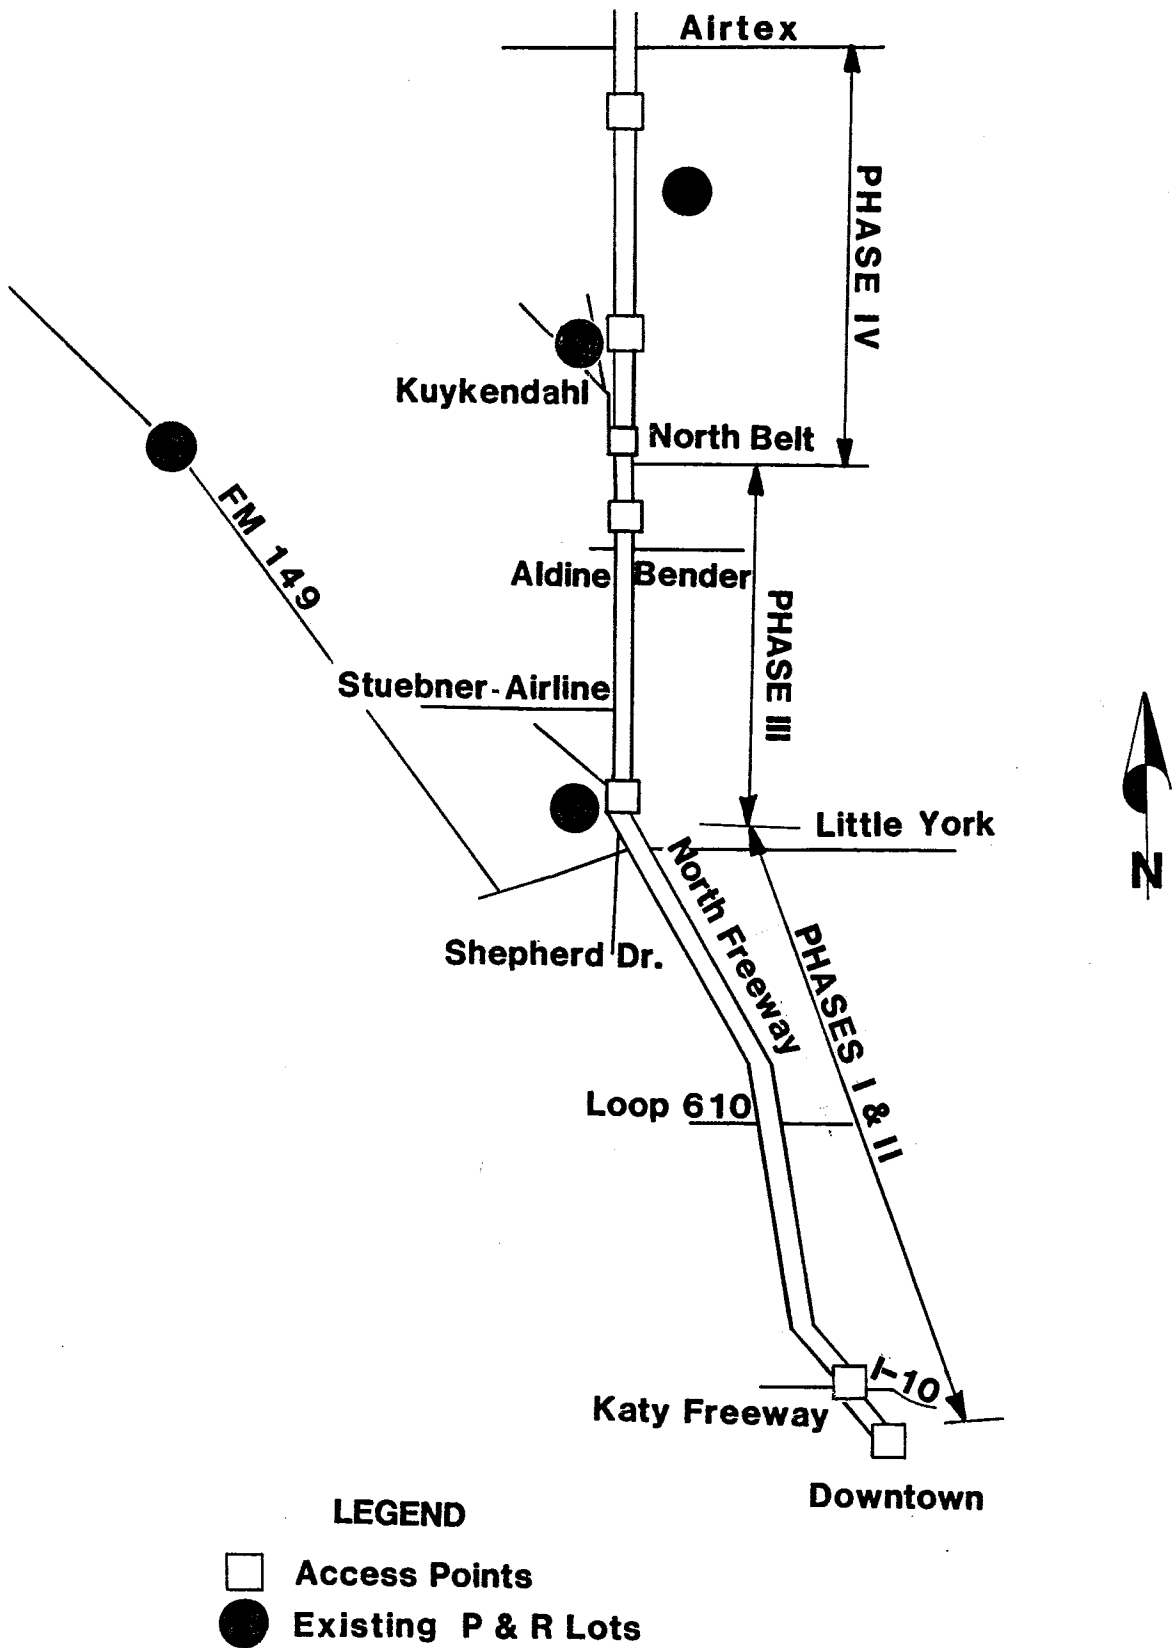 Airtex
PHASE IV
Kuykendahl
North Belt
FM 149
Aldine Bender
PHASE III
Stuebner-Airline
Little York
North Freeway
N
Shepherd Dr.
PHASES I & II
Loop 610
I-10
Katy Freeway
Downtown
LEGEND
Access Points
Existing P & R Lots